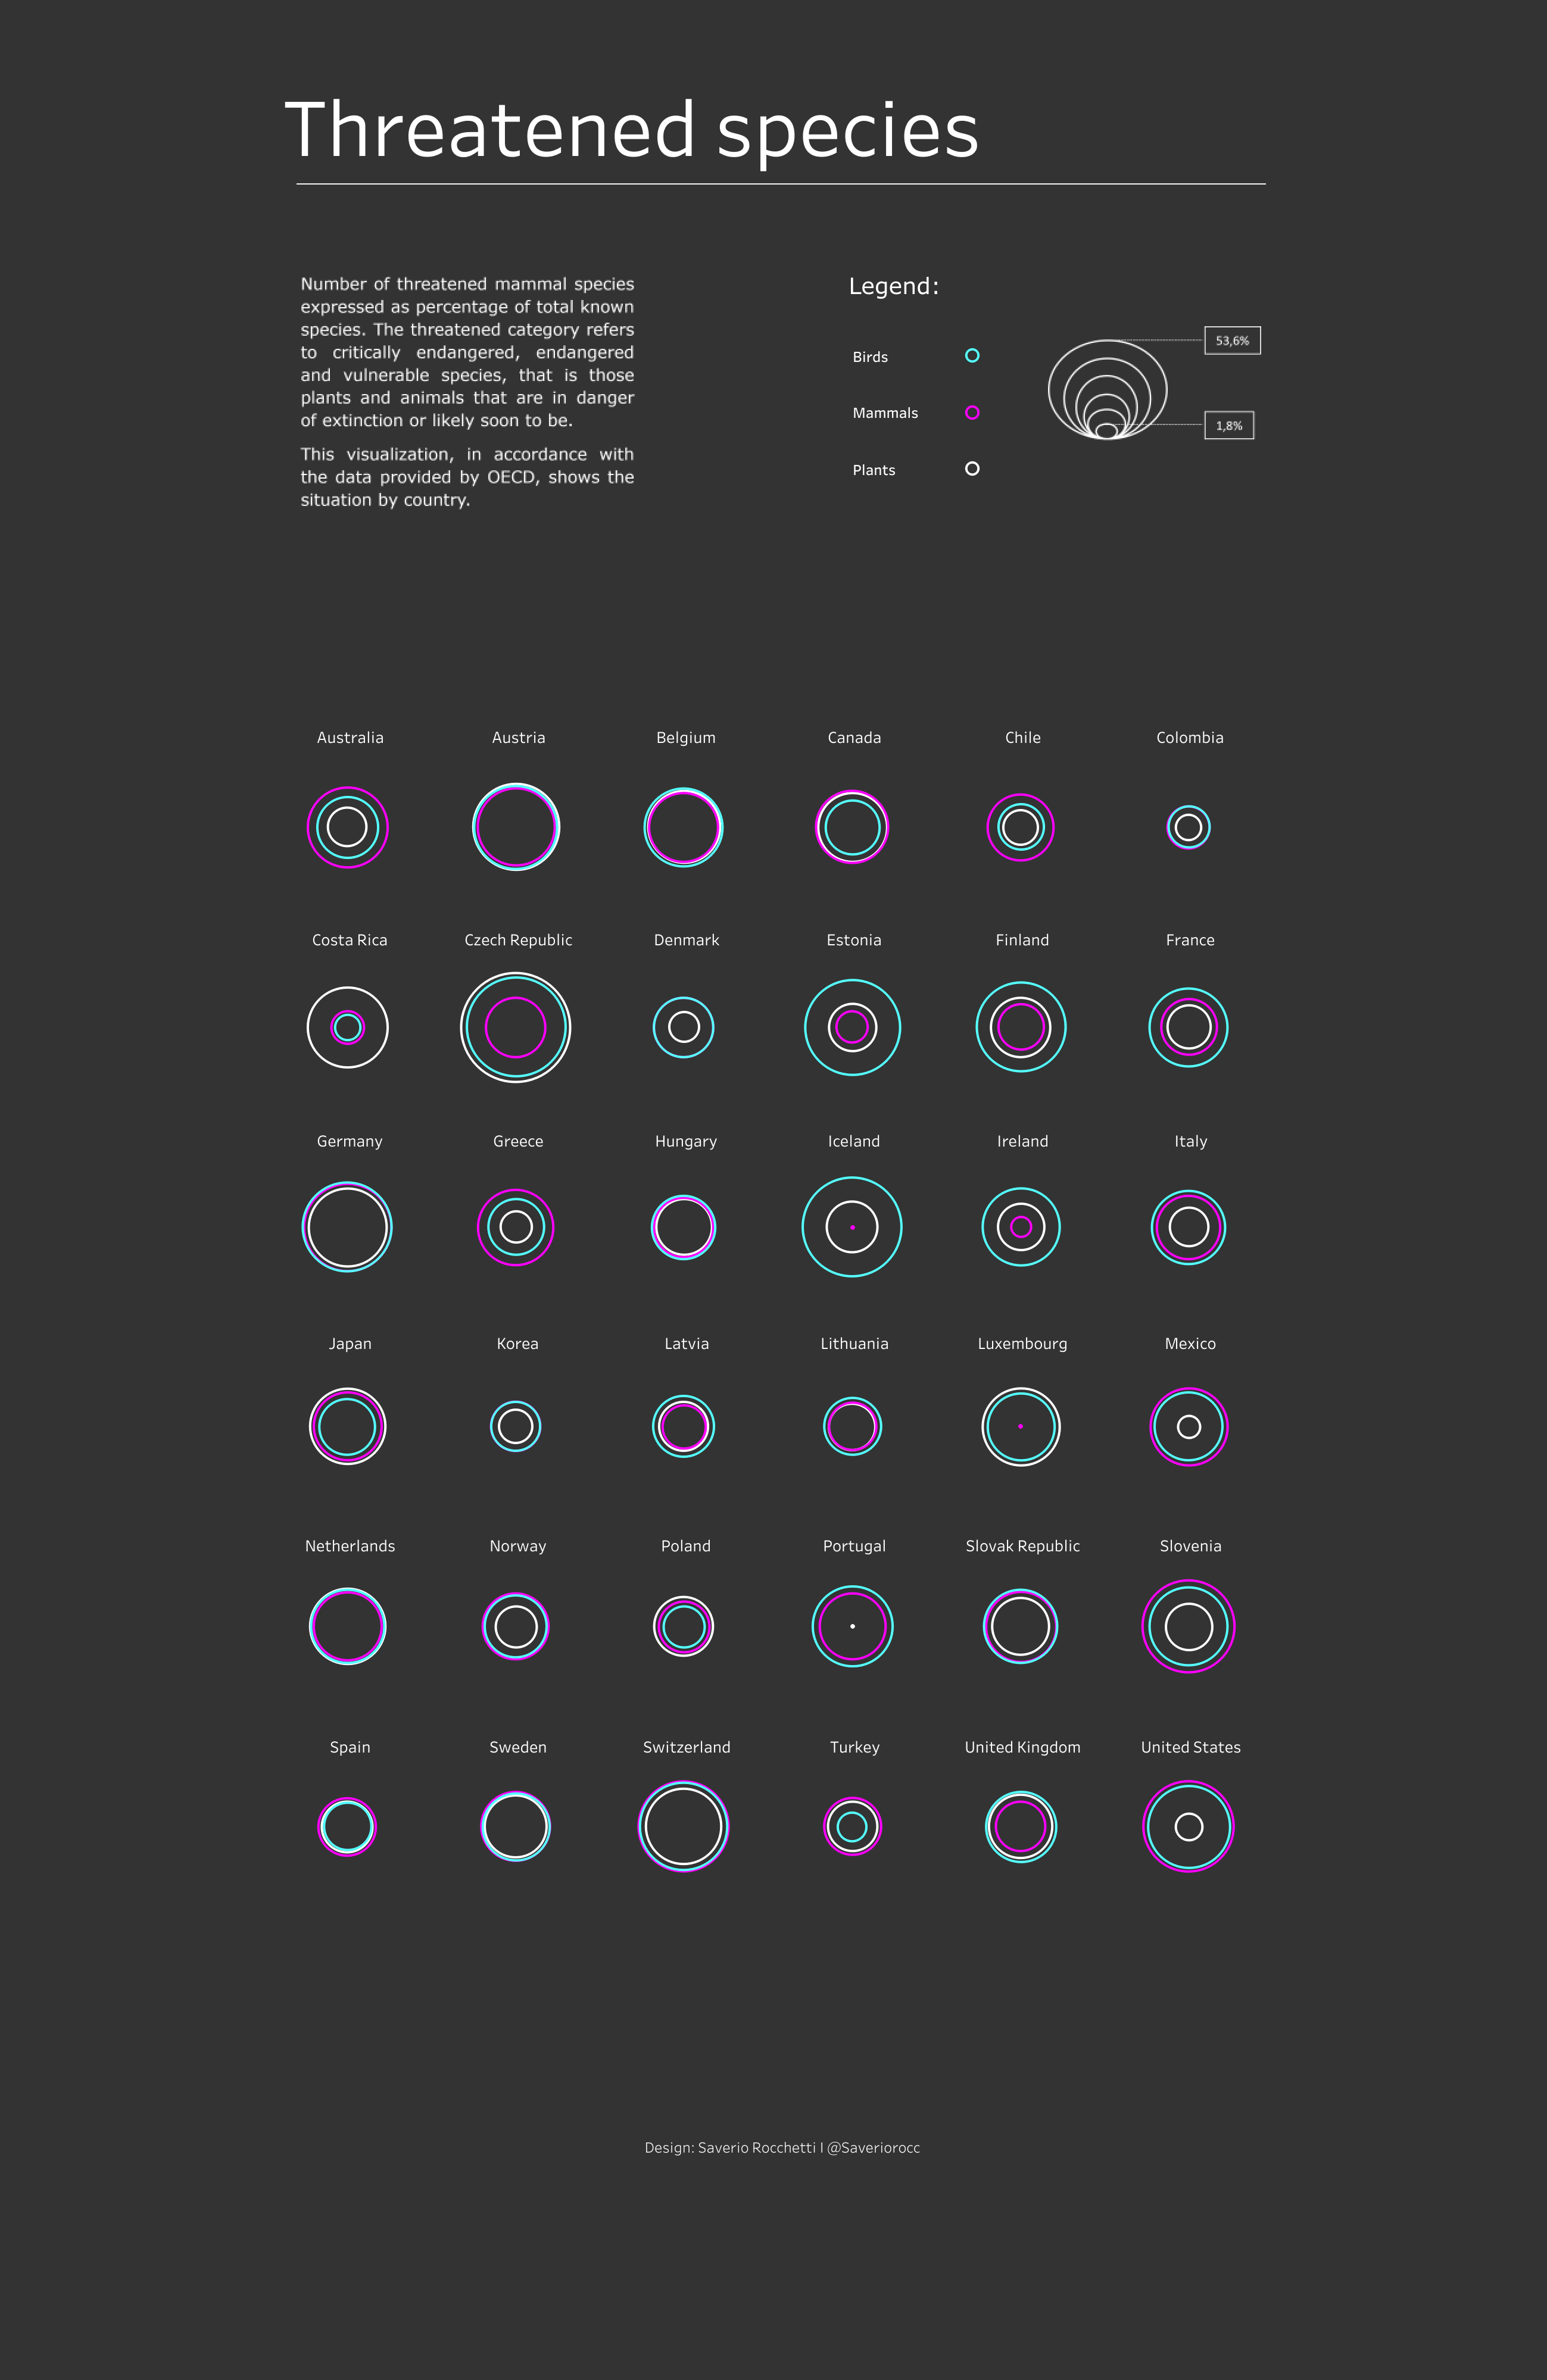 Threatened species
Number of threatened mammal species
expressed as percentage of total known
species. The threatened category refers
to critically endangered, endangered
and vulnerable species, that is those
plants and animals that are in danger
of extinction or likely soon to be.
This visualization, in accordance with
the data provided by OECD, shows the
situation by country.
Legend:
Birds
Mammals
Plants
53,6%
1,8%
Australia Austria Belgium Canada Chile Colombia
Costa Rica Czech Republic Denmark Estonia Finland France
Germany Greece Hungary Iceland Ireland Italy
Japan Korea Latvia Lithuania Luxembourg Mexico
Netherlands Norway Poland Portugal Slovak Republic Slovenia
Spain Sweden Switzerland Turkey United Kingdom United States
Design: Saverio Rocchetti I @Saveriorocc